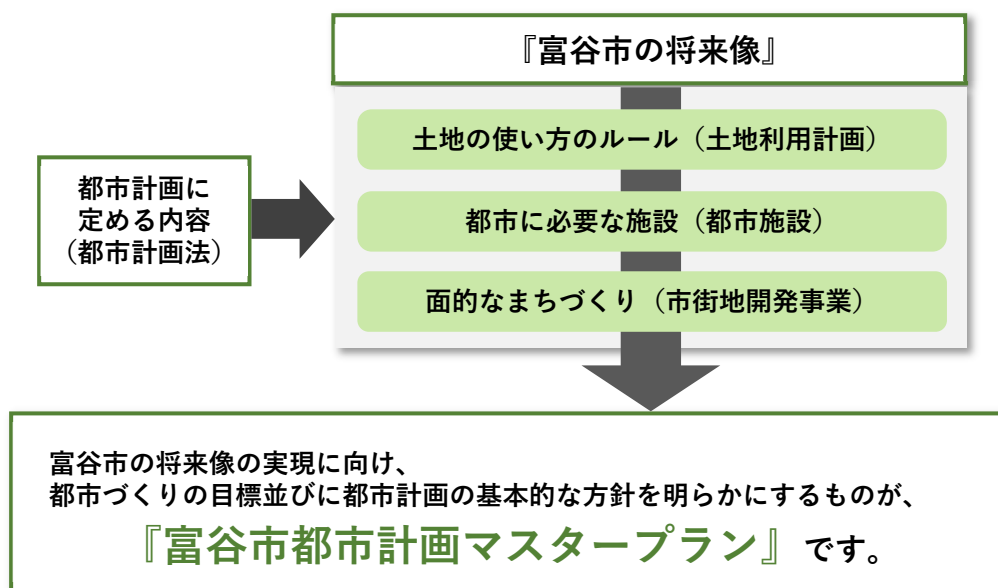 『富谷市の将来像』
土地の使い方のルール（土地利用計画）
都市計画に
定める内容
（都市計画法）
都市に必要な施設（都市施設）
面的なまちづくり（市街地開発事業）
富谷市の将来像の実現に向け、
都市づくりの目標並びに都市計画の基本的な方針を明らかにするものが、
『富谷市都市計画マスタープラン』です。